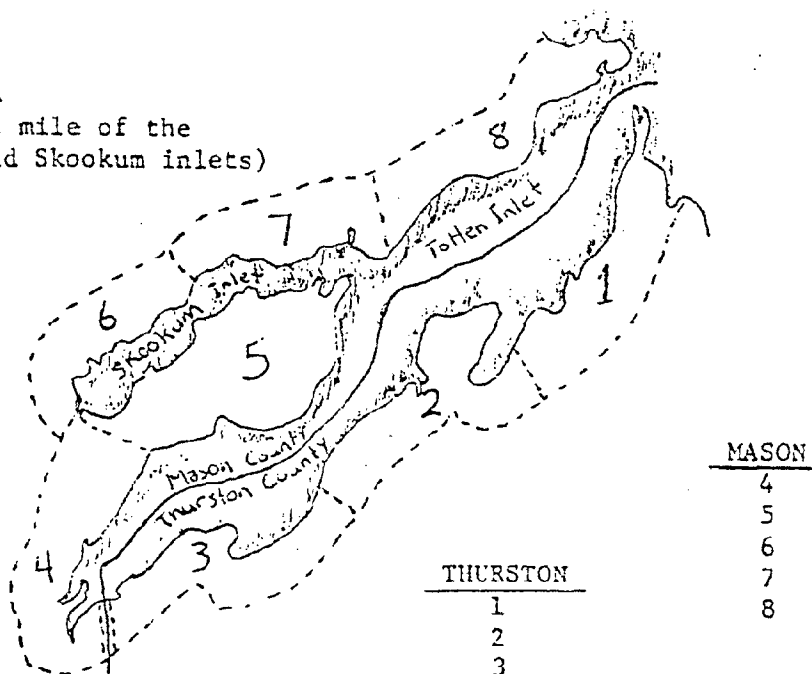 mile of the
d Skookum inlets)
8
7
Totten Inlet
1
6
Skookum Inlet
5
2
Mason County
Thurston County
4
3
MASON
4
5
6
7
8
THURSTON
1
2
3